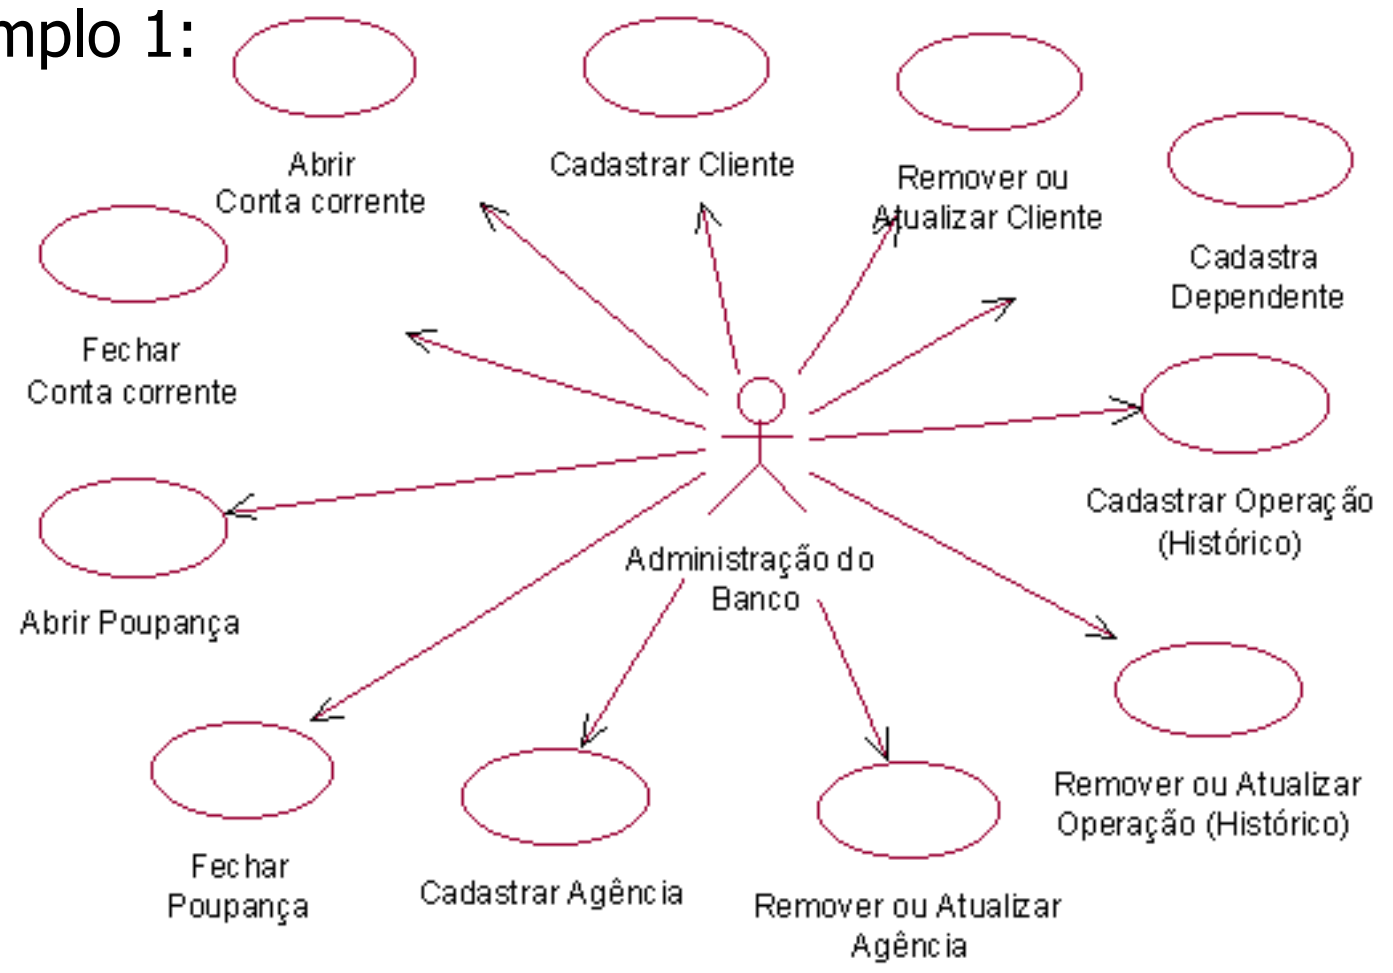 mplo 1:
Abrir
Conta corrente
Cadastrar Cliente
Remover ou
Atualizar Cliente
Cadastra
Dependente
Fechar
Conta corrente
Cadastrar Operação
(Histórico)
Administração do
Banco
Abrir Poupança
Remover ou Atualizar
Operação (Histórico)
Fechar
Poupança
Cadastrar Agência
Remover ou Atualizar
Agência